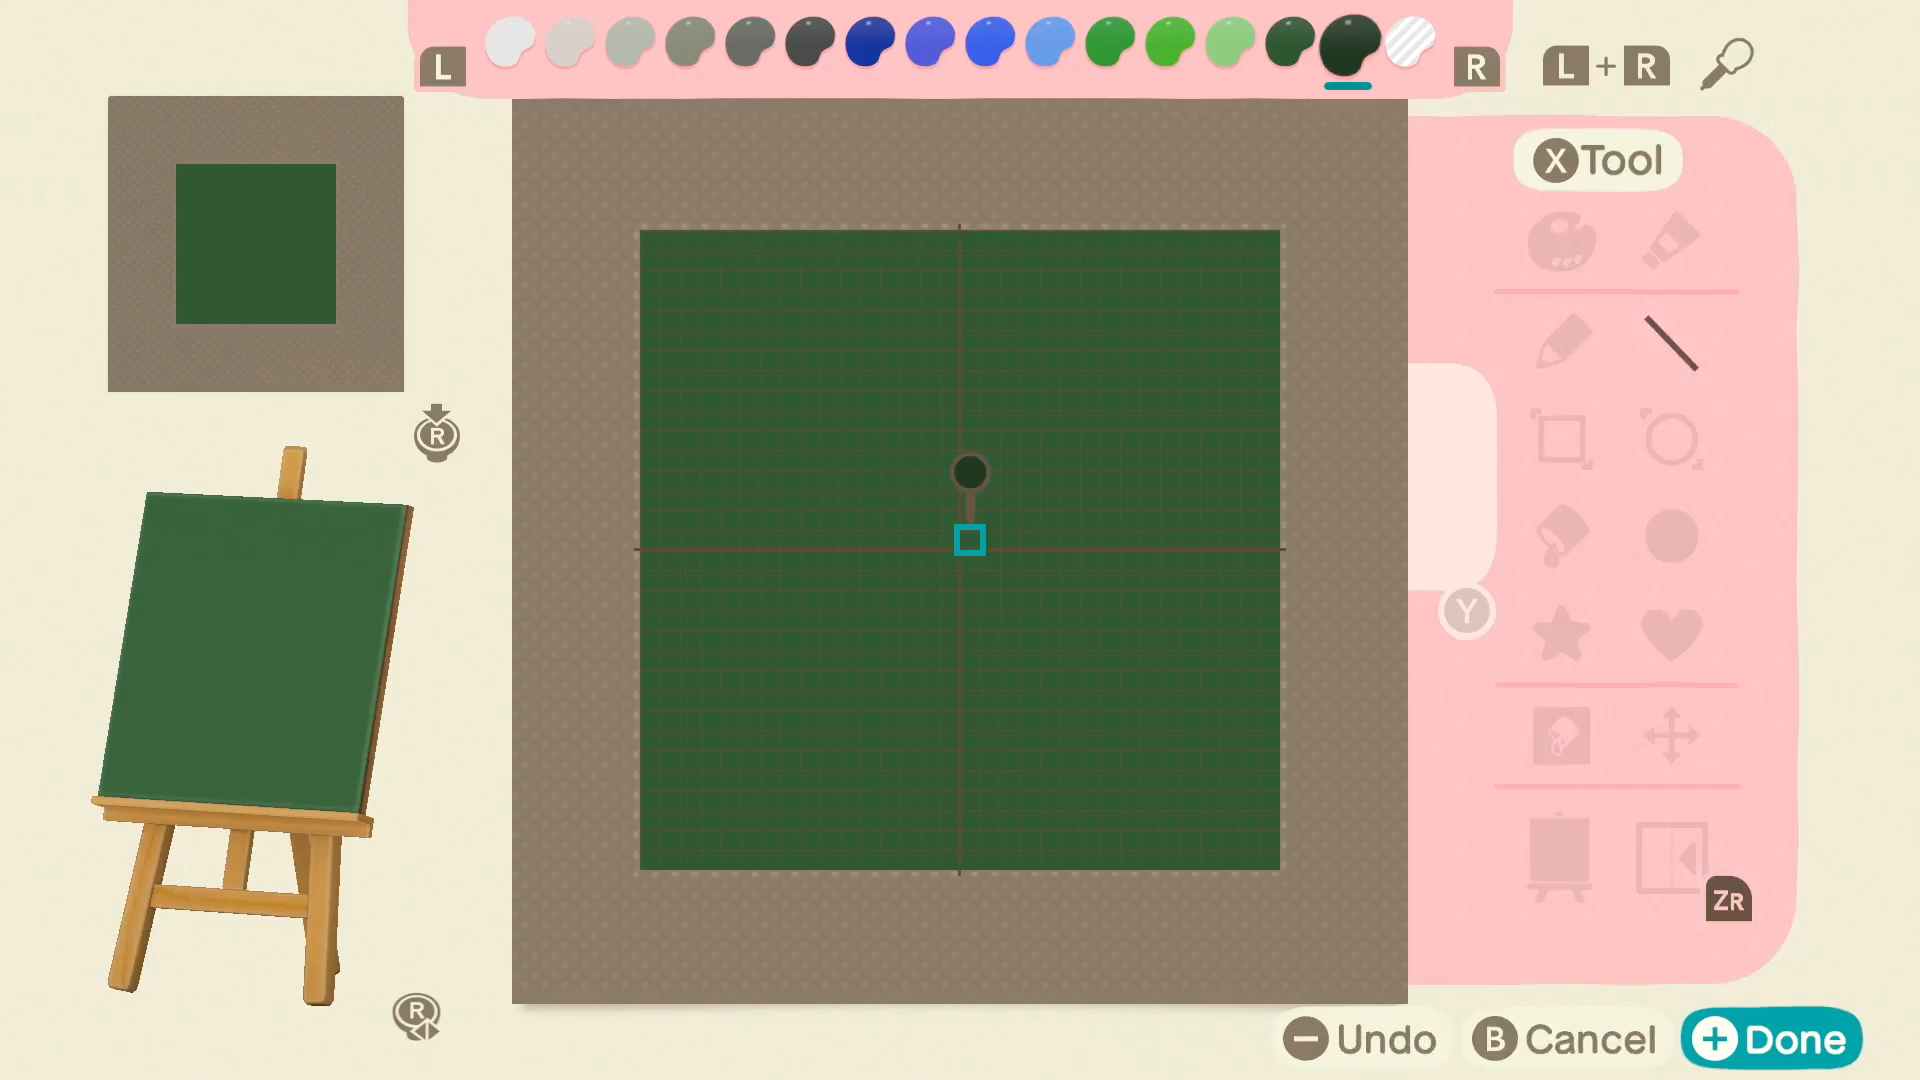 L
R
L + R
X Tool
R
Y
ZR
R
Undo
B Cancel
+ Done